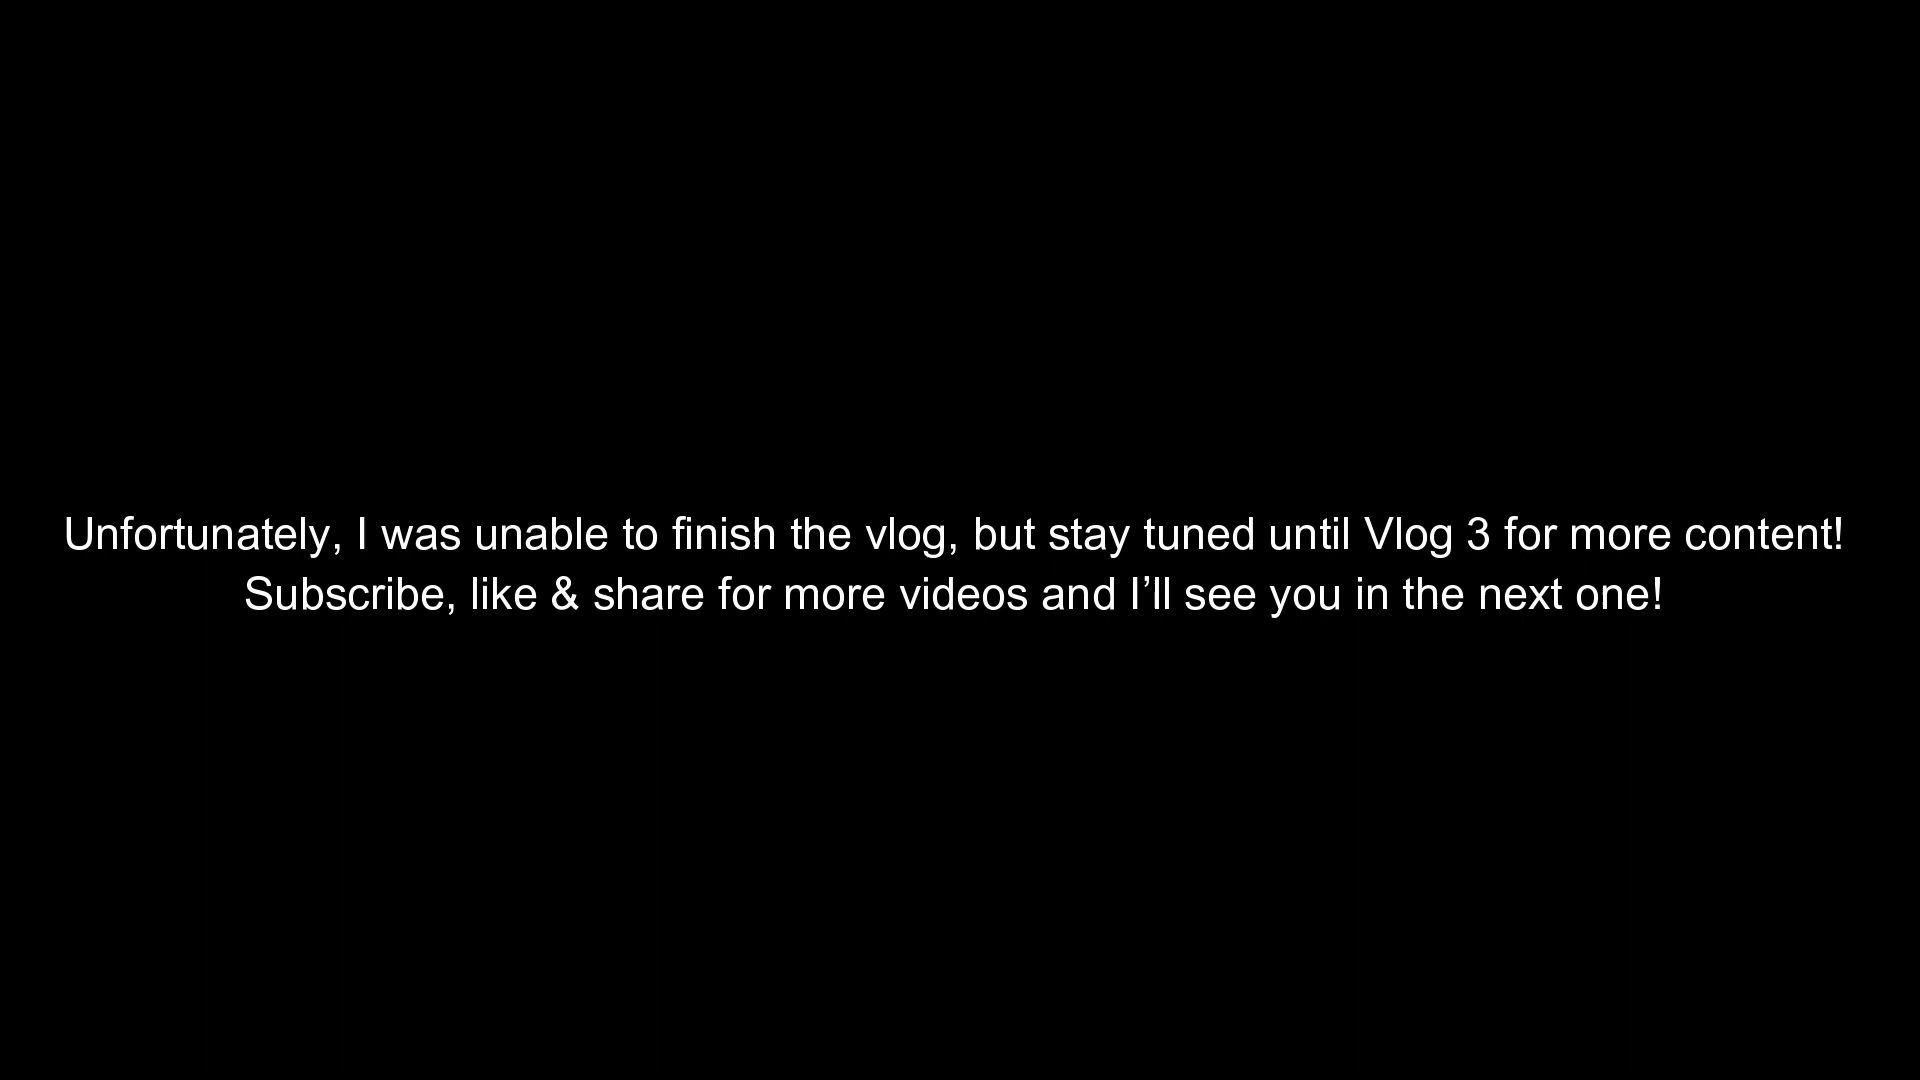 Unfortunately, I was unable to finish the vlog, but stay tuned until Vlog 3 for more content!
Subscribe, like & share for more videos and I’ll see you in the next one!